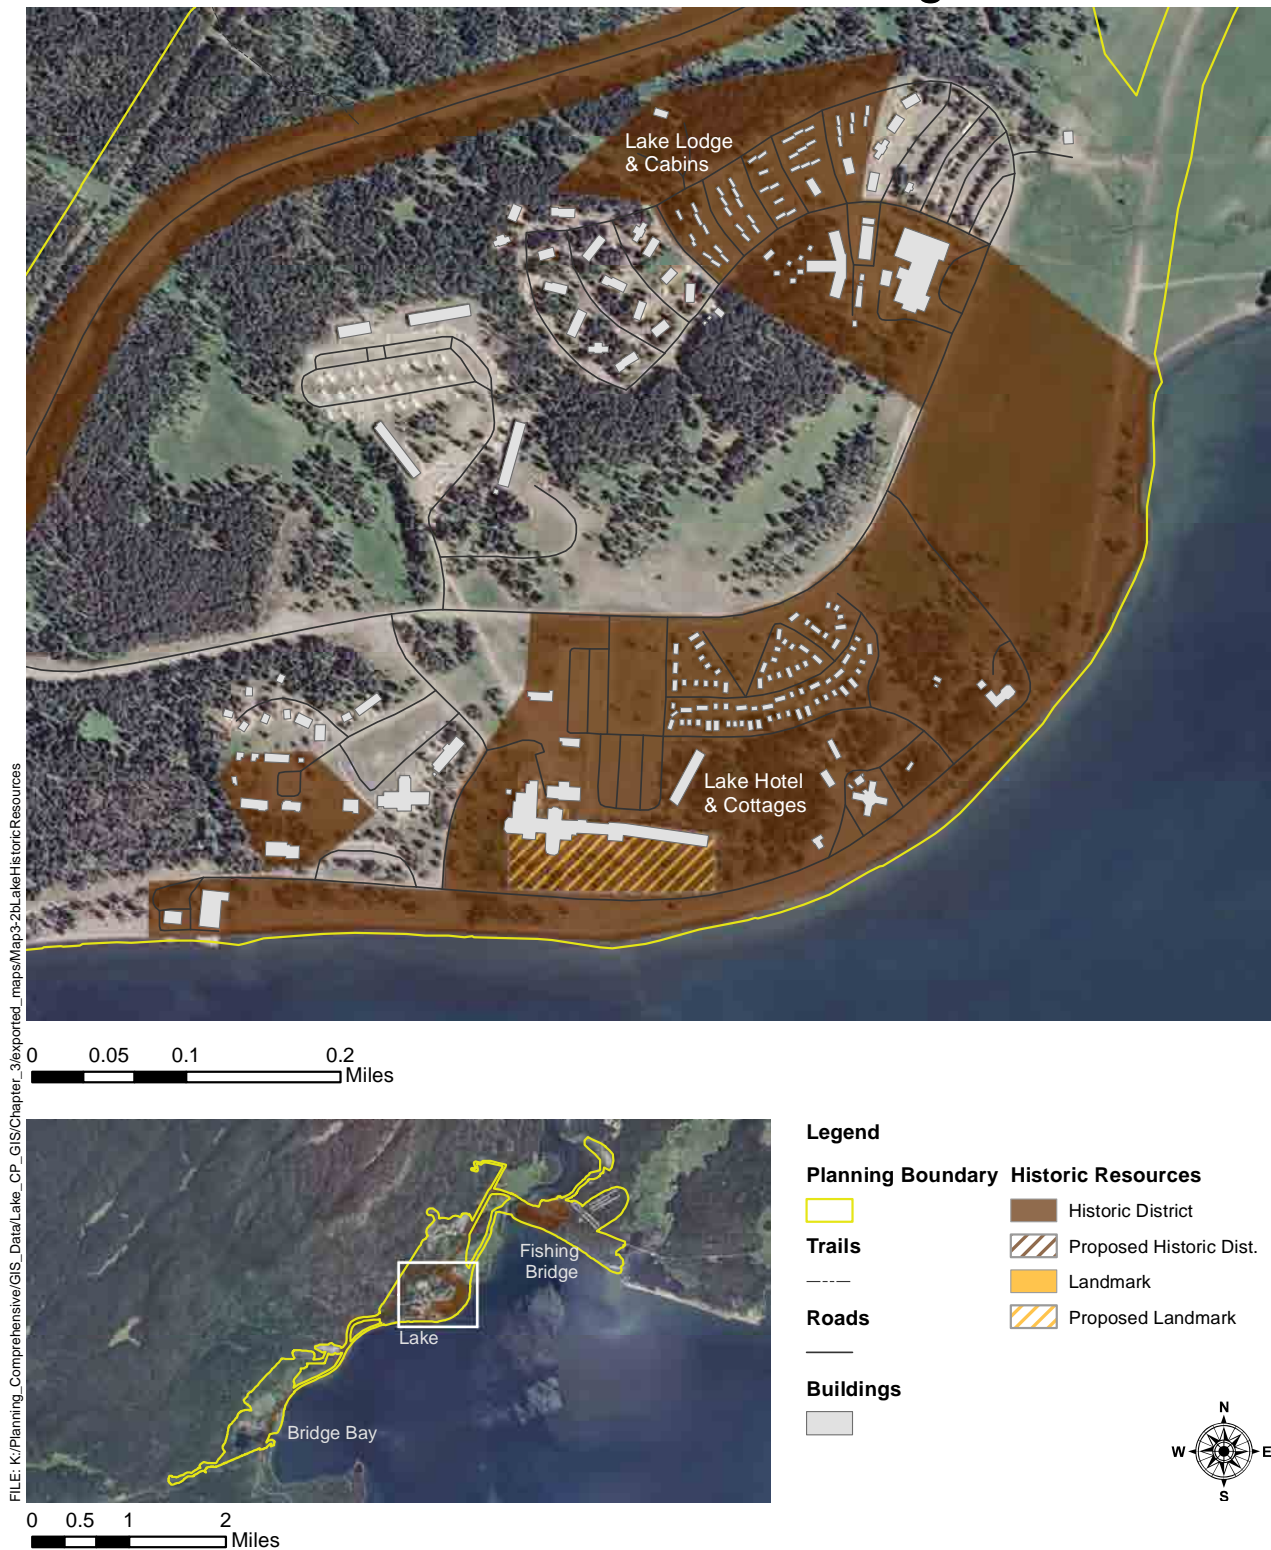 Lake Lodge
& Cabins
Lake Hotel
& Cottages
FILE: K:/Planning_Comprehensive/GIS_Data/Lake_CP_GIS/Chapter_3/exported_maps/Map3-2bLakeHistoricResources
0 0.05 0.1 0.2
Miles
Fishing
Bridge
Lake
Bridge Bay
0 0.5 1 2
Miles
Legend
Planning Boundary
Trails
Roads
Buildings
Historic Resources
Historic District
Proposed Historic Dist.
Landmark
Proposed Landmark
N
W E
S